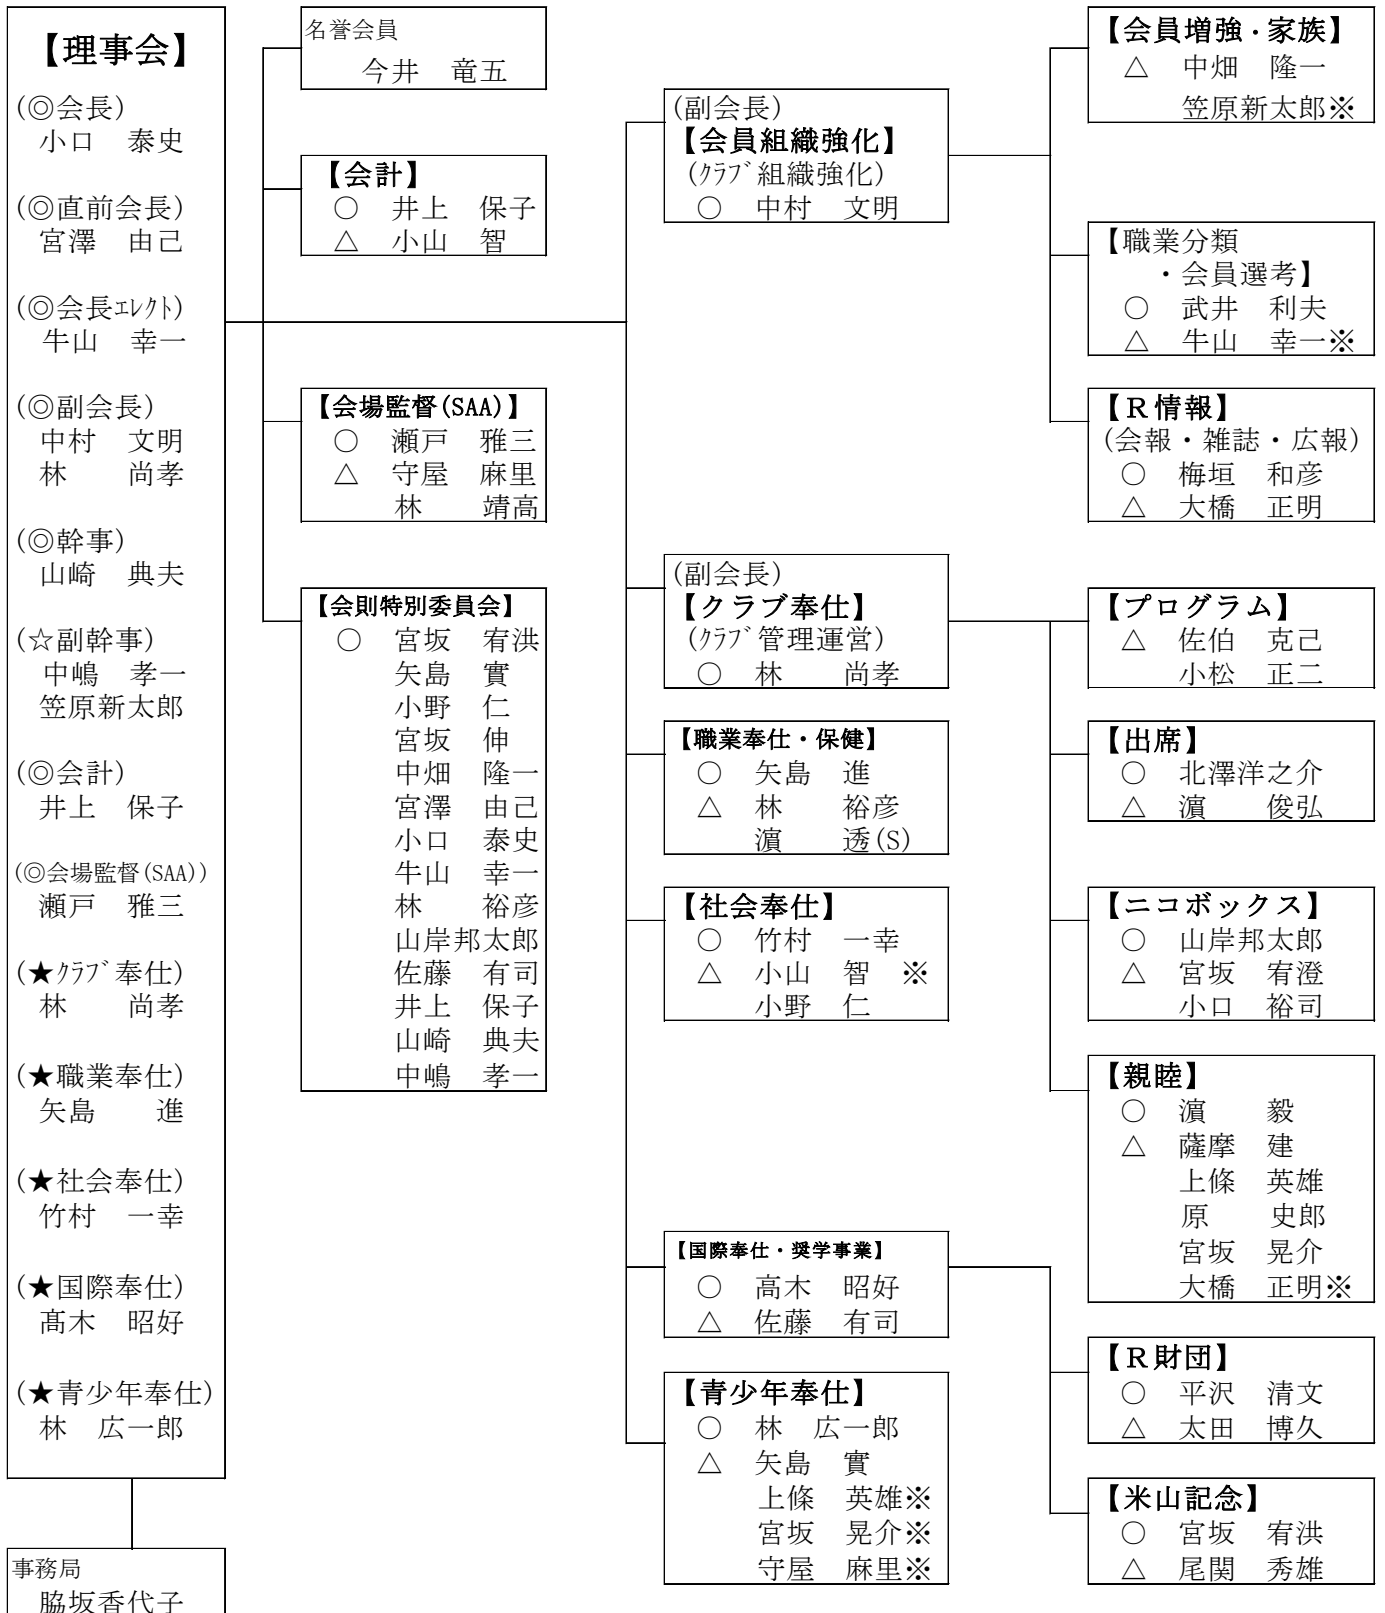 【理事会】
(◎会長)
小口　泰史
(◎直前会長)
宮澤　由己
(◎会長ｴﾚｸﾄ)
牛山　幸一
(◎副会長)
中村　文明
林　　尚孝
(◎幹事)
山崎　典夫
(☆副幹事)
中嶋　孝一
笠原新太郎
(◎会計)
井上　保子
(◎会場監督(SAA))
瀬戸　雅三
(★ｸﾗﾌﾞ奉仕)
林　　尚孝
(★職業奉仕)
矢島　　進
(★社会奉仕)
竹村　一幸
(★国際奉仕)
髙木　昭好
(★青少年奉仕)
林　広一郎
事務局
脇坂香代子
名誉会員
今井　竜五
【会計】
○　井上　保子
△　小山　智
【会場監督(SAA)】
○　瀬戸　雅三
△　守屋　麻里
林　　靖高
【会則特別委員会】
○　宮坂　宥洪
矢島　實
小野　仁
宮坂　伸
中畑　隆一
宮澤　由己
小口　泰史
牛山　幸一
林　　裕彦
山岸邦太郎
佐藤　有司
井上　保子
山崎　典夫
中嶋　孝一
(副会長)
【会員組織強化】
(ｸﾗﾌﾞ組織強化)
○　中村　文明
(副会長)
【クラブ奉仕】
(ｸﾗﾌﾞ管理運営)
○　林　　尚孝
【職業奉仕・保健】
○　矢島　進
△　林　　裕彦
濵　　透(S)
【社会奉仕】
○　竹村　一幸
△　小山　智　※
小野　仁
【国際奉仕・奨学事業】
○　高木　昭好
△　佐藤　有司
【青少年奉仕】
○　林　広一郎
△　矢島　實
上條　英雄※
宮坂　晃介※
守屋　麻里※
【会員増強・家族】
△　中畑　隆一
笠原新太郎※
【職業分類
・会員選考】
○　武井　利夫
△　牛山　幸一※
【Ｒ情報】
(会報・雑誌・広報)
○　梅垣　和彦
△　大橋　正明
【プログラム】
△　佐伯　克己
小松　正二
【出席】
○　北澤洋之介
△　濵　　俊弘
【ニコボックス】
○　山岸邦太郎
△　宮坂　宥澄
小口　裕司
【親睦】
○　濵　　毅
△　薩摩　建
上條　英雄
原　　史郎
宮坂　晃介
大橋　正明※
【Ｒ財団】
○　平沢　清文
△　太田　博久
【米山記念】
○　宮坂　宥洪
△　尾関　秀雄